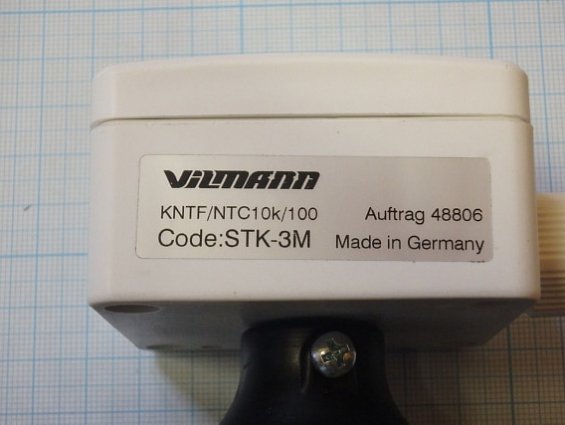 VILMANN
KNTF/NTC10k/100 Auftrag 48806
Code:STK-3M Made in Germany